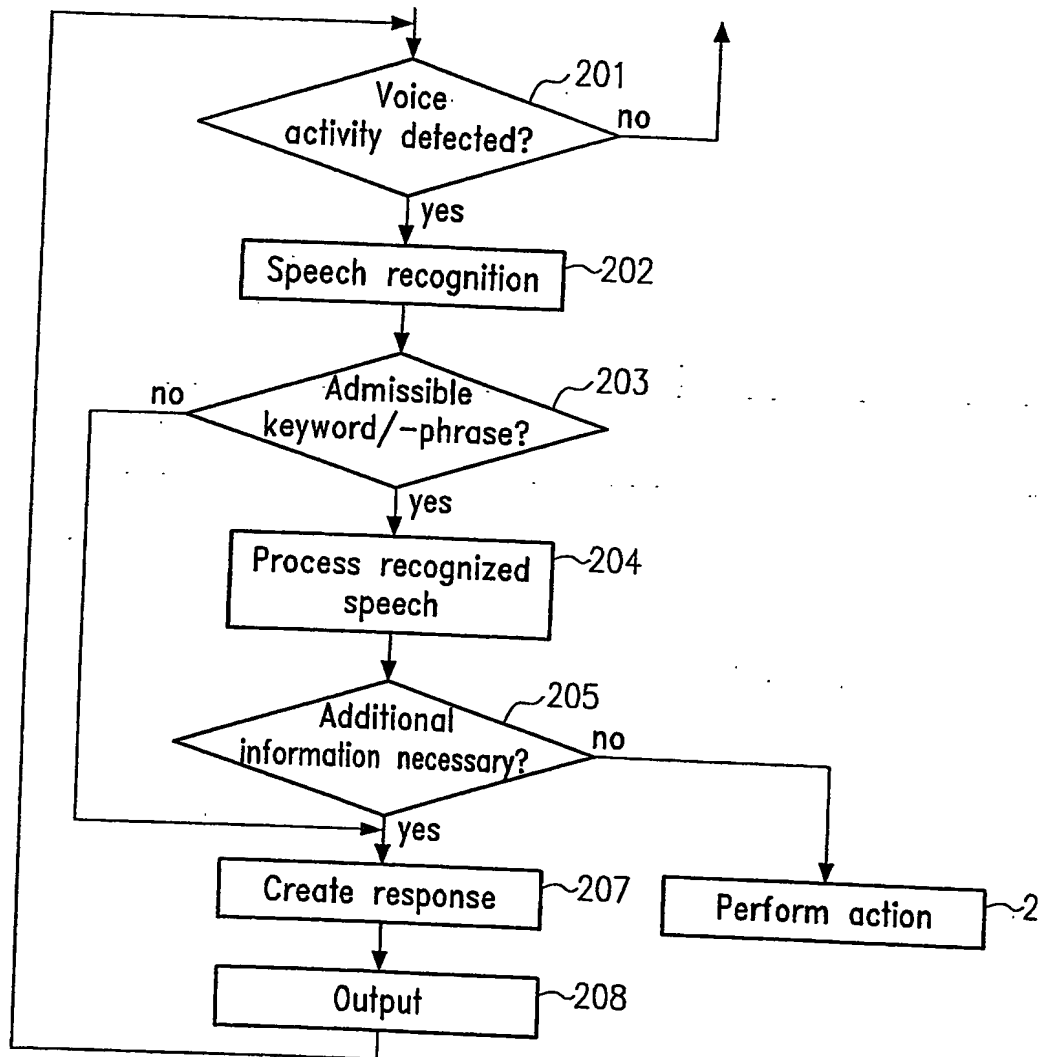 Voice
activity detected?
201
no
yes
Speech recognition
202
no
Admissible
keyword/-phrase?
203
yes
Process recognized
speech
204
Additional
information necessary?
205
no
yes
Create response
207
Perform action
2
Output
208